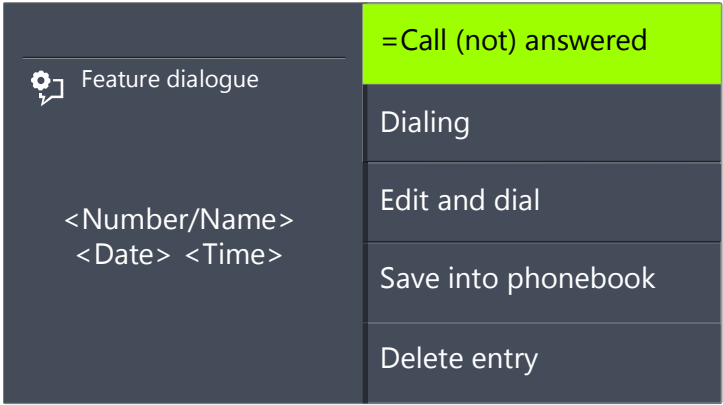 Feature dialogue
<Number/Name>
<Date> <Time>
=Call (not) answered
Dialing
Edit and dial
Save into phonebook
Delete entry